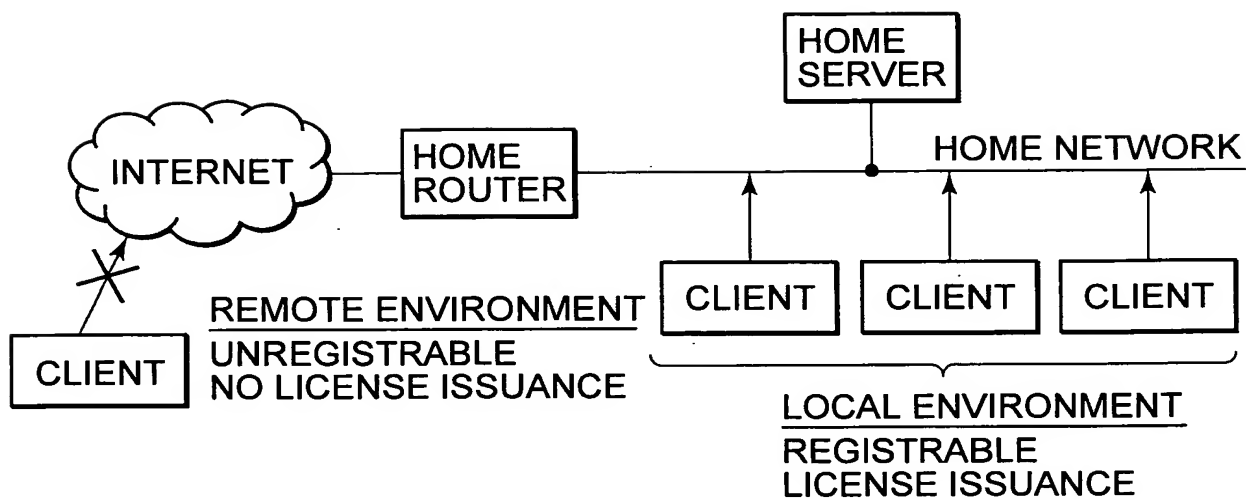 HOME
SERVER
INTERNET
HOME
ROUTER
HOME NETWORK
CLIENT
CLIENT
CLIENT
CLIENT
REMOTE ENVIRONMENT
UNREGISTRABLE
NO LICENSE ISSUANCE
LOCAL ENVIRONMENT
REGISTRABLE
LICENSE ISSUANCE